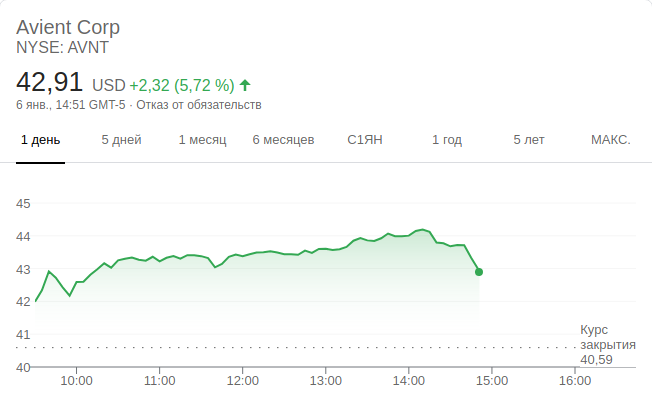 Avient Corp
NYSE: AVNT
42,91 USD +2,32 (5,72 %)
6 янв., 14:51 GMT-5 · Отказ от обязательств
1 день 5 дней 1 месяц 6 месяцев С1ЯН 1 год 5 лет МАКС.
45
44
43
42
41
40
Курс
закрытия
40,59
10:00 11:00 12:00 13:00 14:00 15:00 16:00